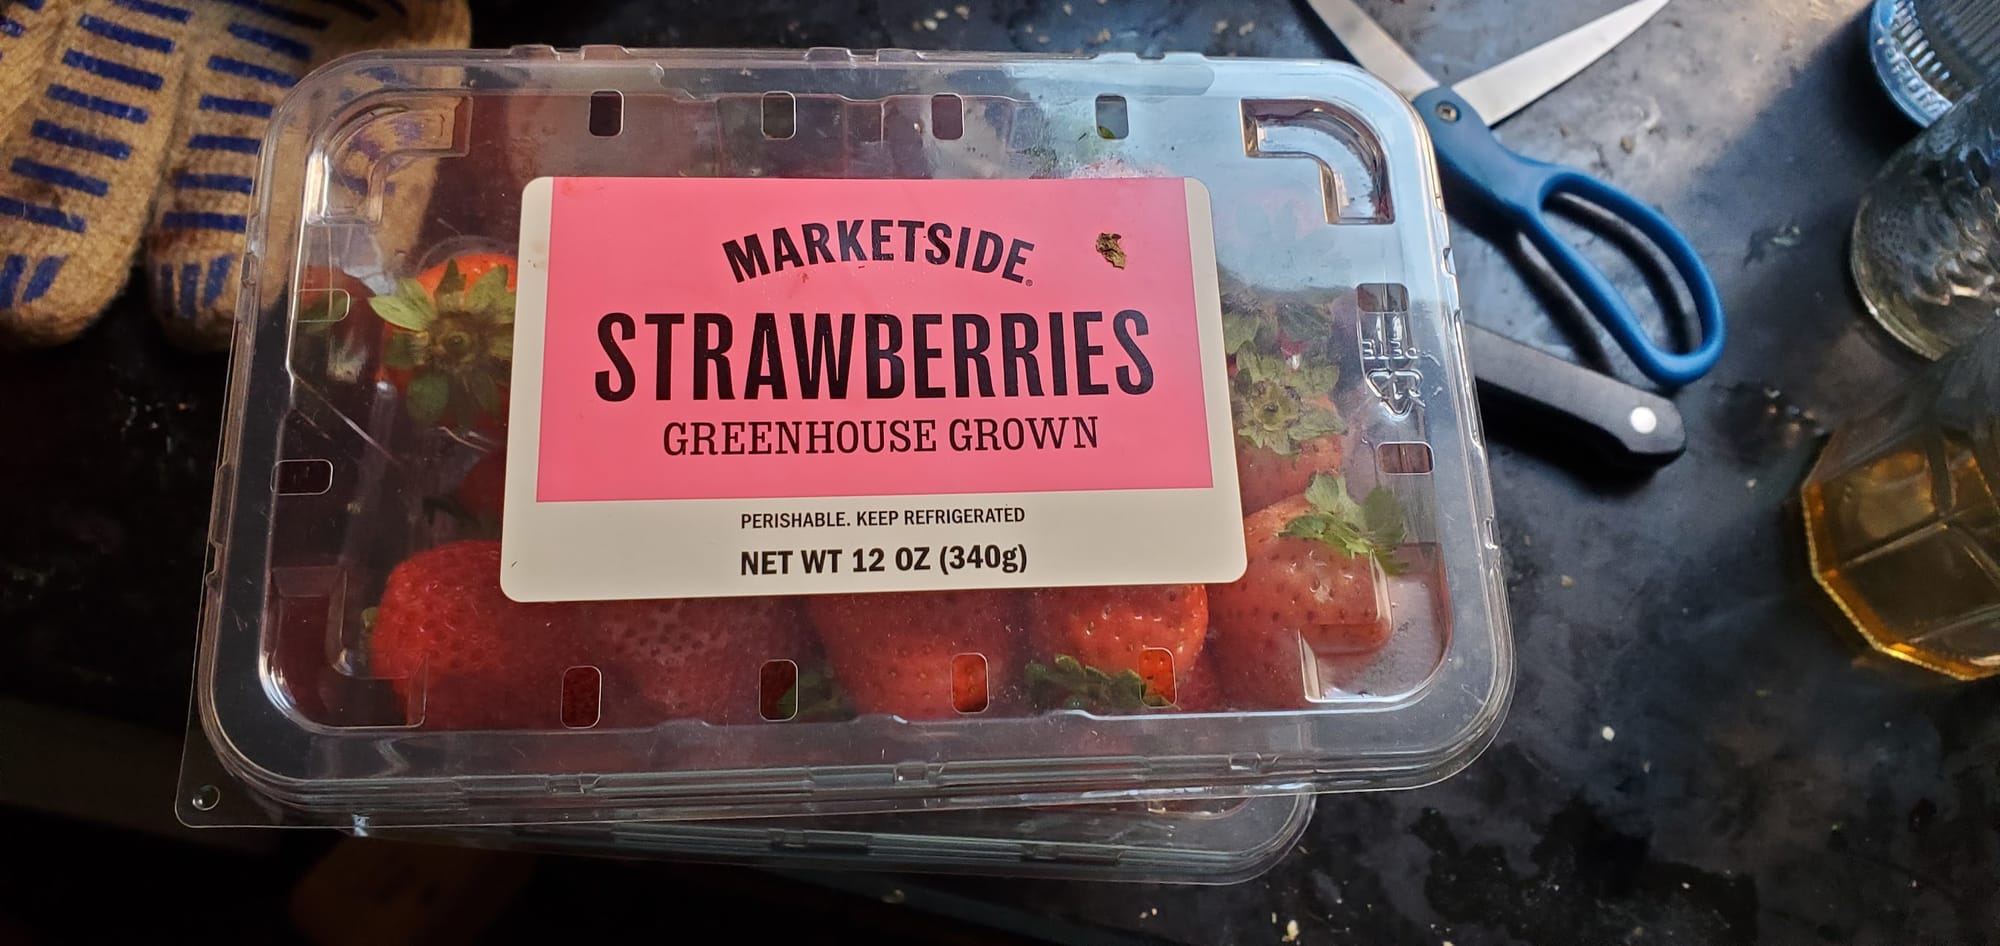 MARKETSIDE
STRAWBERRIES
GREENHOUSE GROWN
PERISHABLE. KEEP REFRIGERATED
NET WT 12 OZ (340g)